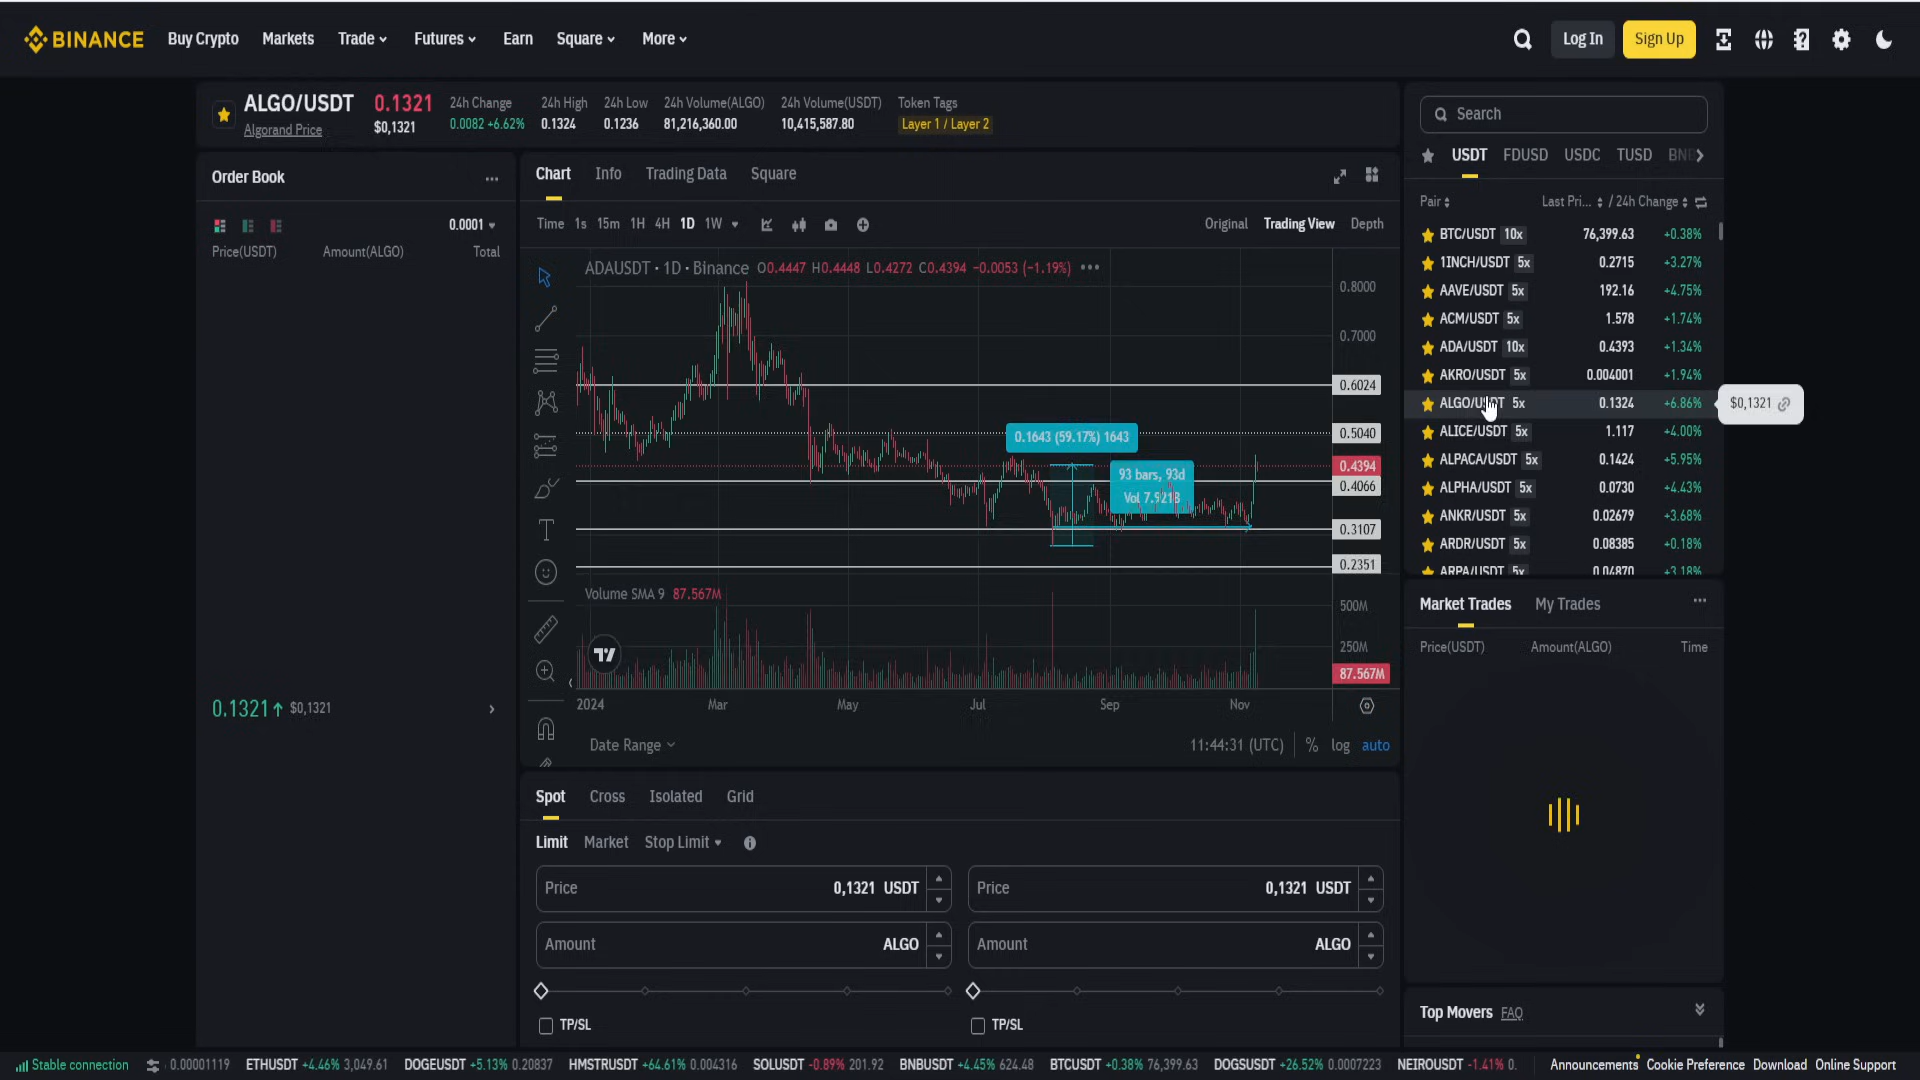 BINANCE Buy Crypto Markets Trade Futures Earn Square More Log In Sign Up
ALGO/USDT 0.1321 24h Change 24h High 24h Low 24h Volume(ALGO) 24h Volume(USDT) Token Tags
Algorand Price $0,1321 0.0082 +6.62% 0.1324 0.1236 81,216,360.00 10,415,587.80 Layer 1 / Layer 2
Order Book
0.0001
Price(USDT) Amount(ALGO) Total
0.1321↑ $0,1321
Chart Info Trading Data Square
Time 1s 15m 1H 4H 1D 1W Original Trading View Depth
ADAUSDT · 1D · Binance O0.4447 H0.4448 L0.4272 C0.4394 −0.0053 (−1.19%)
0.8000
0.7000
0.6024
0.5040
0.4394
0.4066
0.3107
0.2351
0.1643 (59.17%) 1643
93 bars, 93d
Vol 7.921B
Volume SMA 9 87.567M
500M
250M
87.567M
2024 Mar May Jul Sep Nov
Date Range 11:44:31 (UTC) % log auto
Spot Cross Isolated Grid
Limit Market Stop Limit
Price 0,1321 USDT Price 0,1321 USDT
Amount ALGO Amount ALGO
TP/SL TP/SL
Search
USDT FDUSD USDC TUSD
Pair Last Pri... / 24h Change
BTC/USDT 10x 76,399.63 +0.38%
1INCH/USDT 5x 0.2715 +3.27%
AAVE/USDT 5x 192.16 +4.75%
ACM/USDT 5x 1.578 +1.74%
ADA/USDT 10x 0.4393 +1.34%
AKRO/USDT 5x 0.004001 +1.94%
ALGO/USDT 5x 0.1324 +6.86% $0,1321
ALICE/USDT 5x 1.117 +4.00%
ALPACA/USDT 5x 0.1424 +5.95%
ALPHA/USDT 5x 0.0730 +4.43%
ANKR/USDT 5x 0.02679 +3.68%
ARDR/USDT 5x 0.08385 +0.18%
ARPA/USDT 5x 0.04870 +3.18%
Market Trades My Trades
Price(USDT) Amount(ALGO) Time
Top Movers FAQ
Stable connection 0.00001119 ETHUSDT +4.46% 3,049.61 DOGEUSDT +5.13% 0.20837 HMSTRUSDT +64.61% 0.004316 SOLUSDT -0.89% 201.92 BNBUSDT +4.45% 624.48 BTCUSDT +0.38% 76,399.63 DOGSUSDT +26.52% 0.0007223 NEIROUSDT -1.41% 0. Announcements Cookie Preference Download Online Support